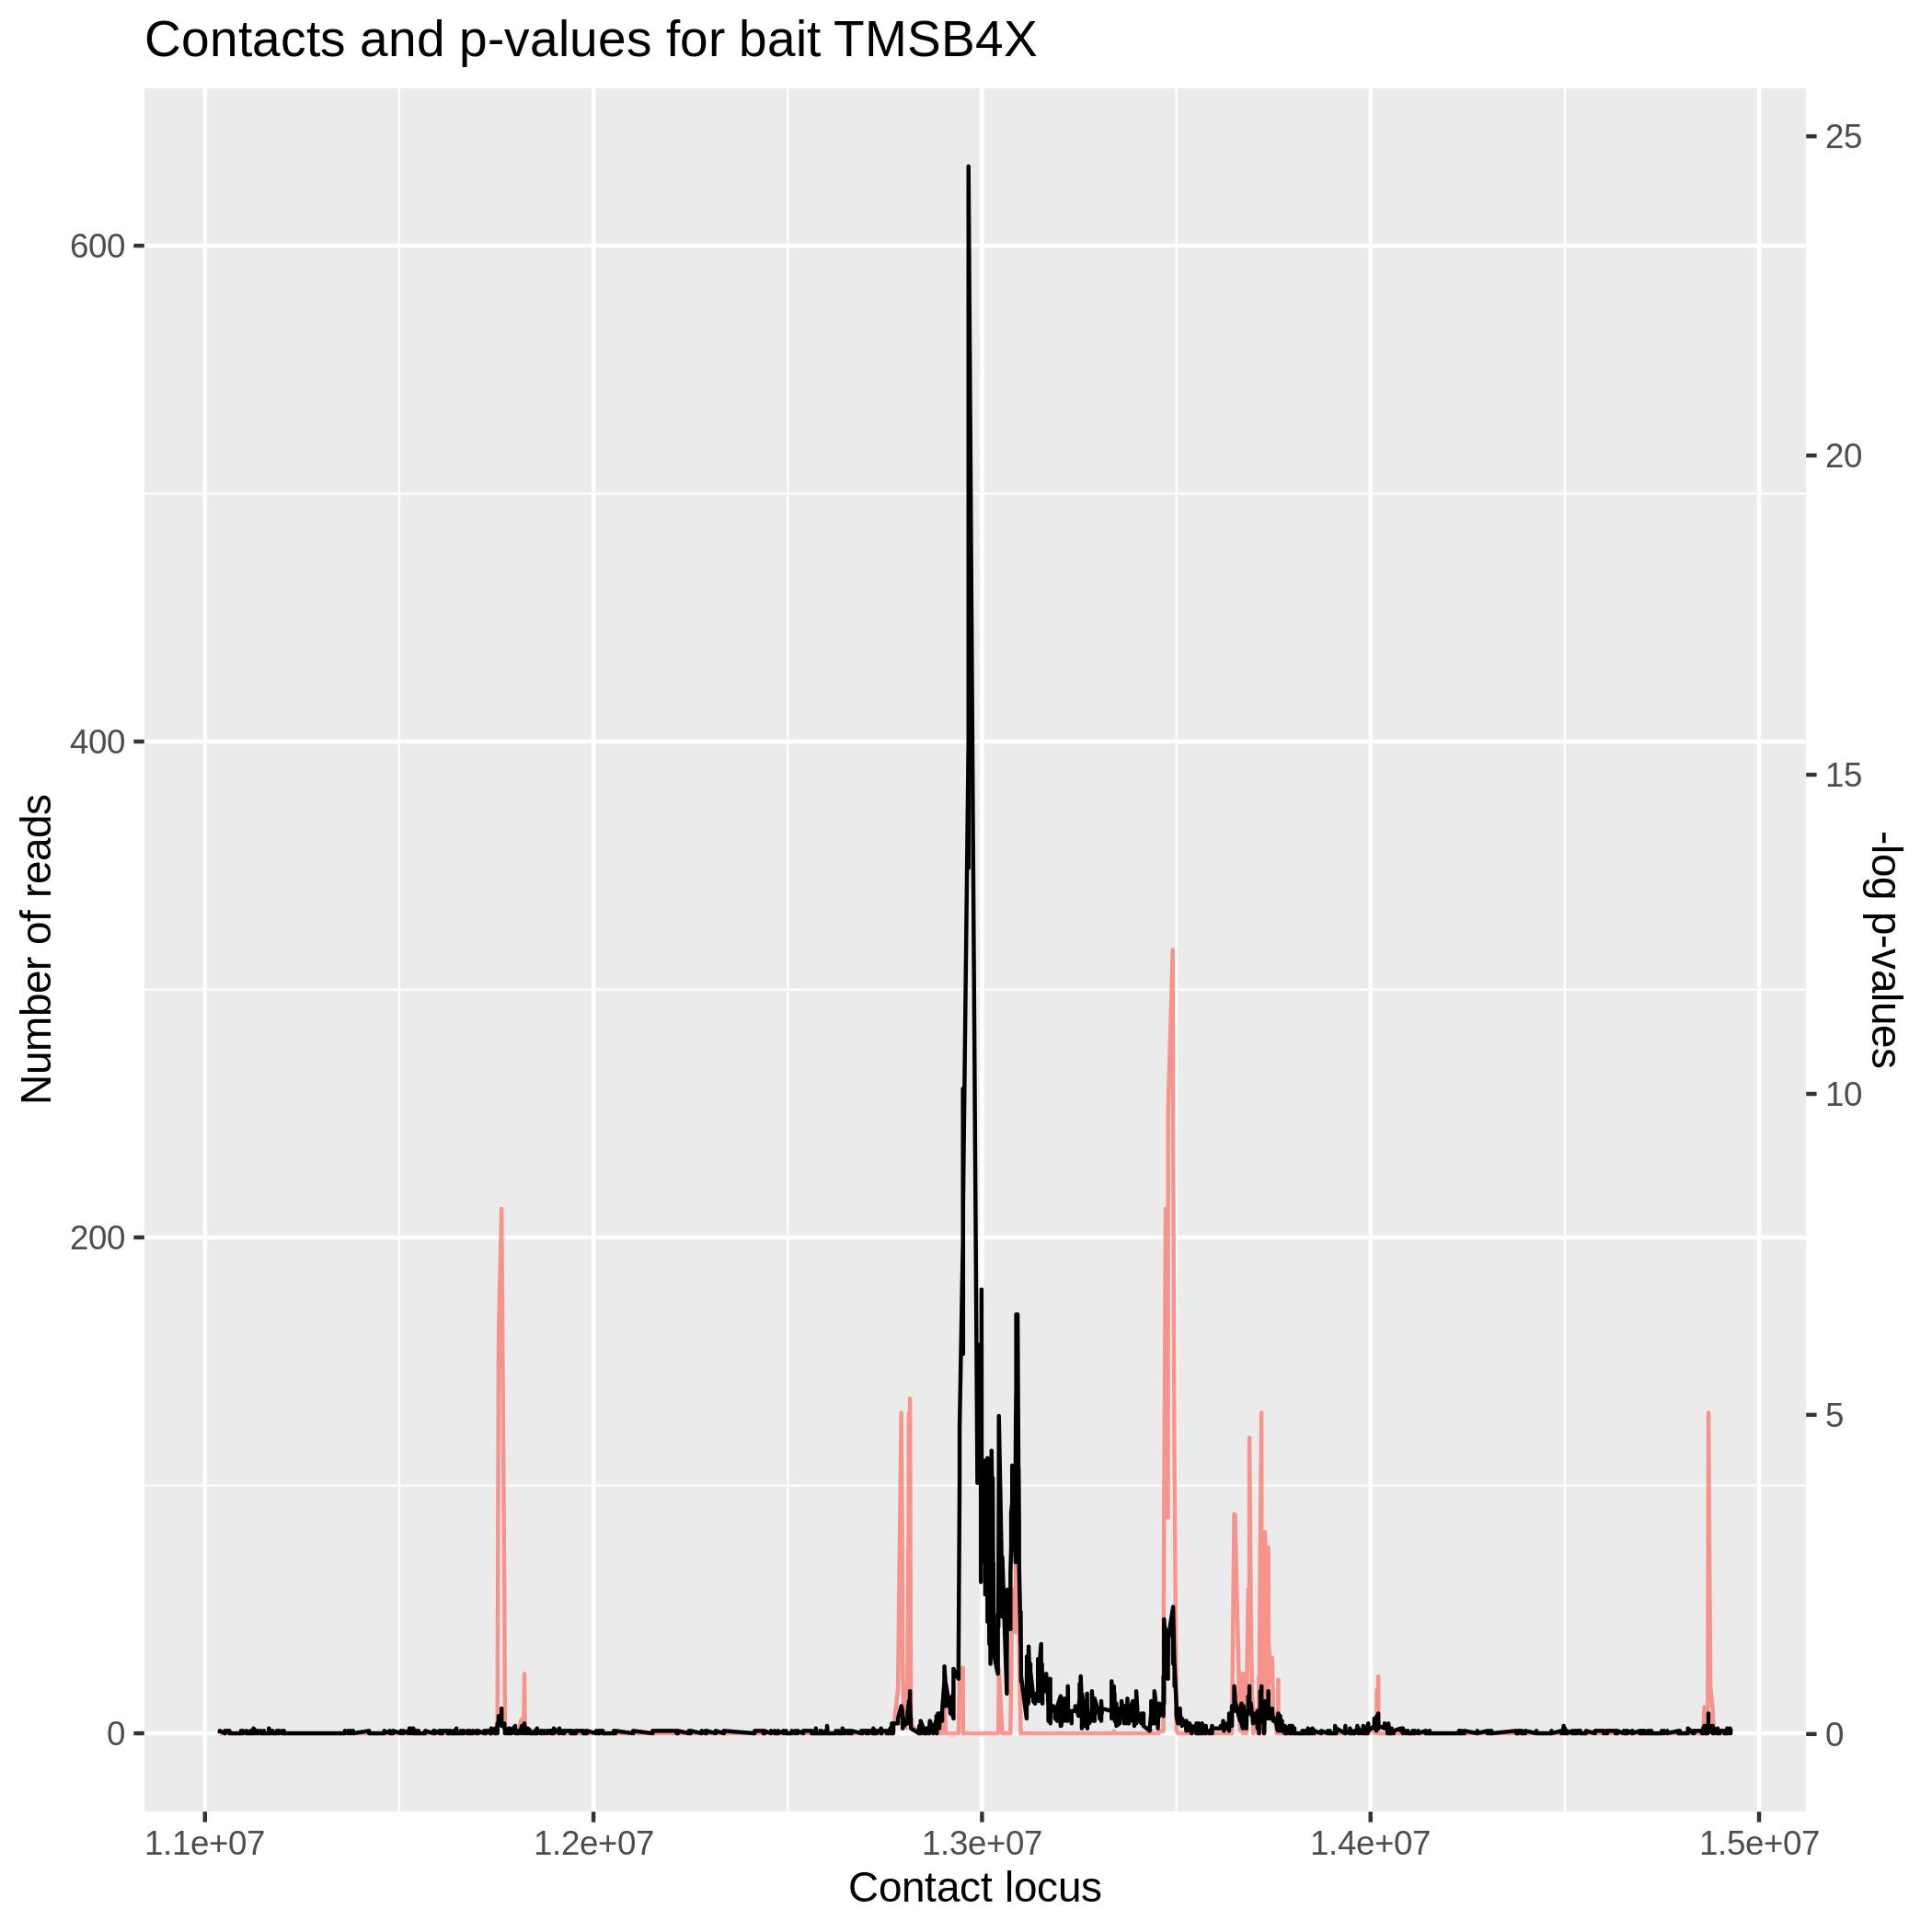 Contacts and p-values for bait TMSB4X
600
400
200
0
25
20
15
10
5
0
Number of reads
-log p-values
1.1e+07
1.2e+07
1.3e+07
1.4e+07
1.5e+07
Contact locus